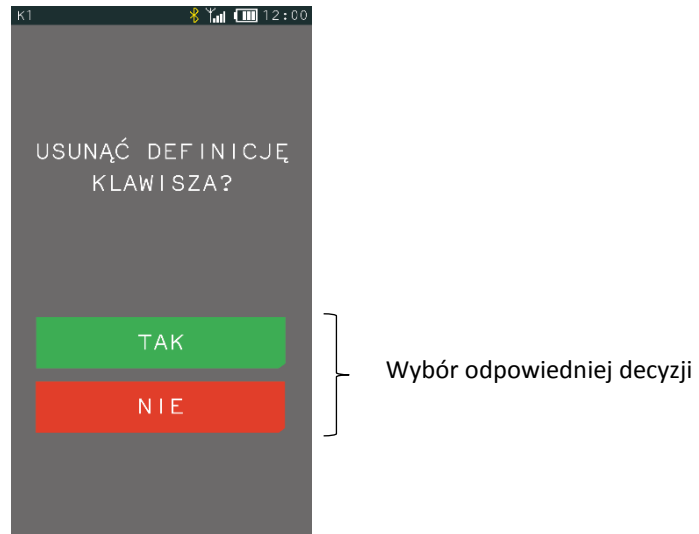 K1 12:00
USUNĄĆ DEFINICJĘ
KLAWISZA?
TAK
NIE
Wybór odpowiedniej decyzji